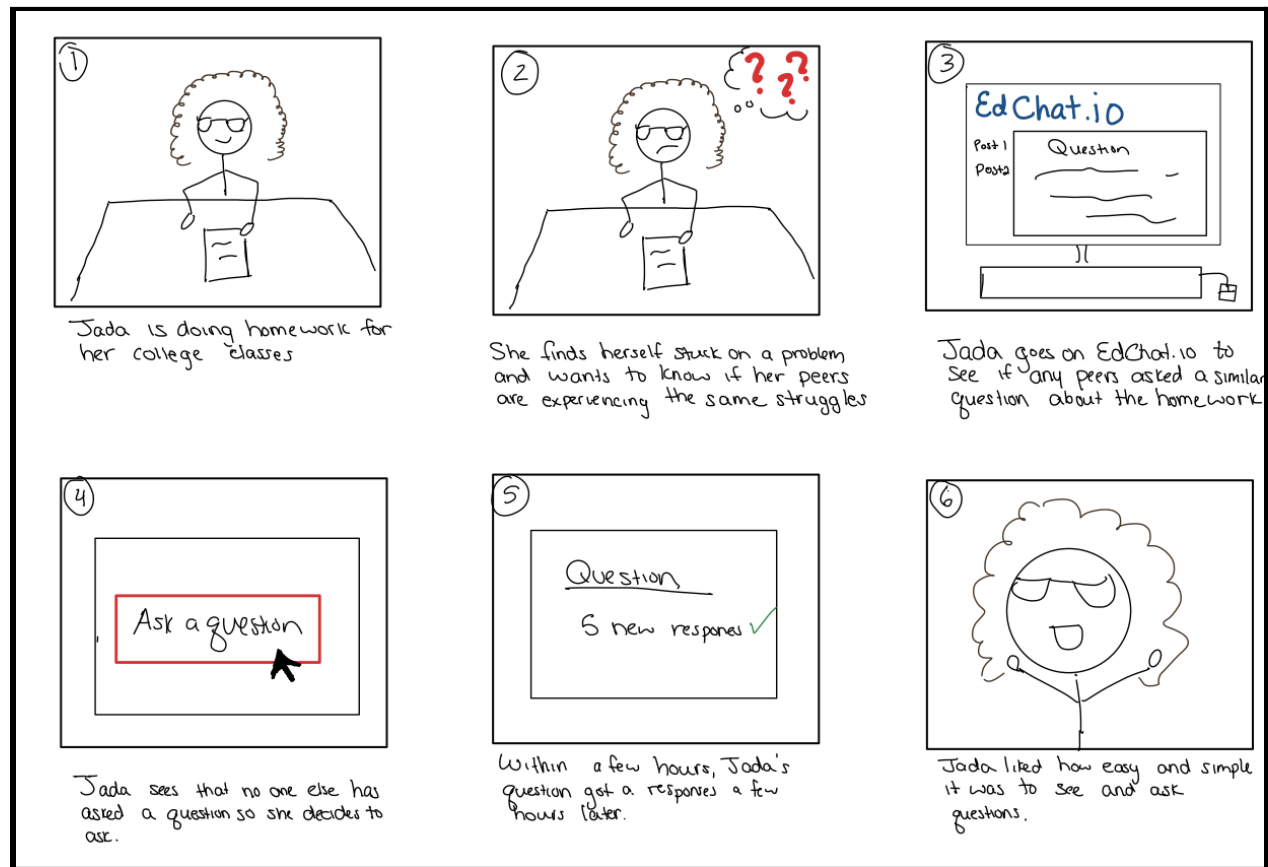 1
Jada is doing homework for
her college classes
2
???
She finds herself stuck on a problem
and wants to know if her peers
are experiencing the same struggles
3
EdChat.io
Post 1
Post2
Question
Jada goes on EdChat.io to
see if any peers asked a similar
question about the homework
4
Ask a question
Jada sees that no one else has
asked a question so she decides to
ask.
5
Question
5 new respones ✓
Within a few hours, Jada's
question got a responses a few
hours later.
6
Jada liked how easy and simple
it was to see and ask
questions.